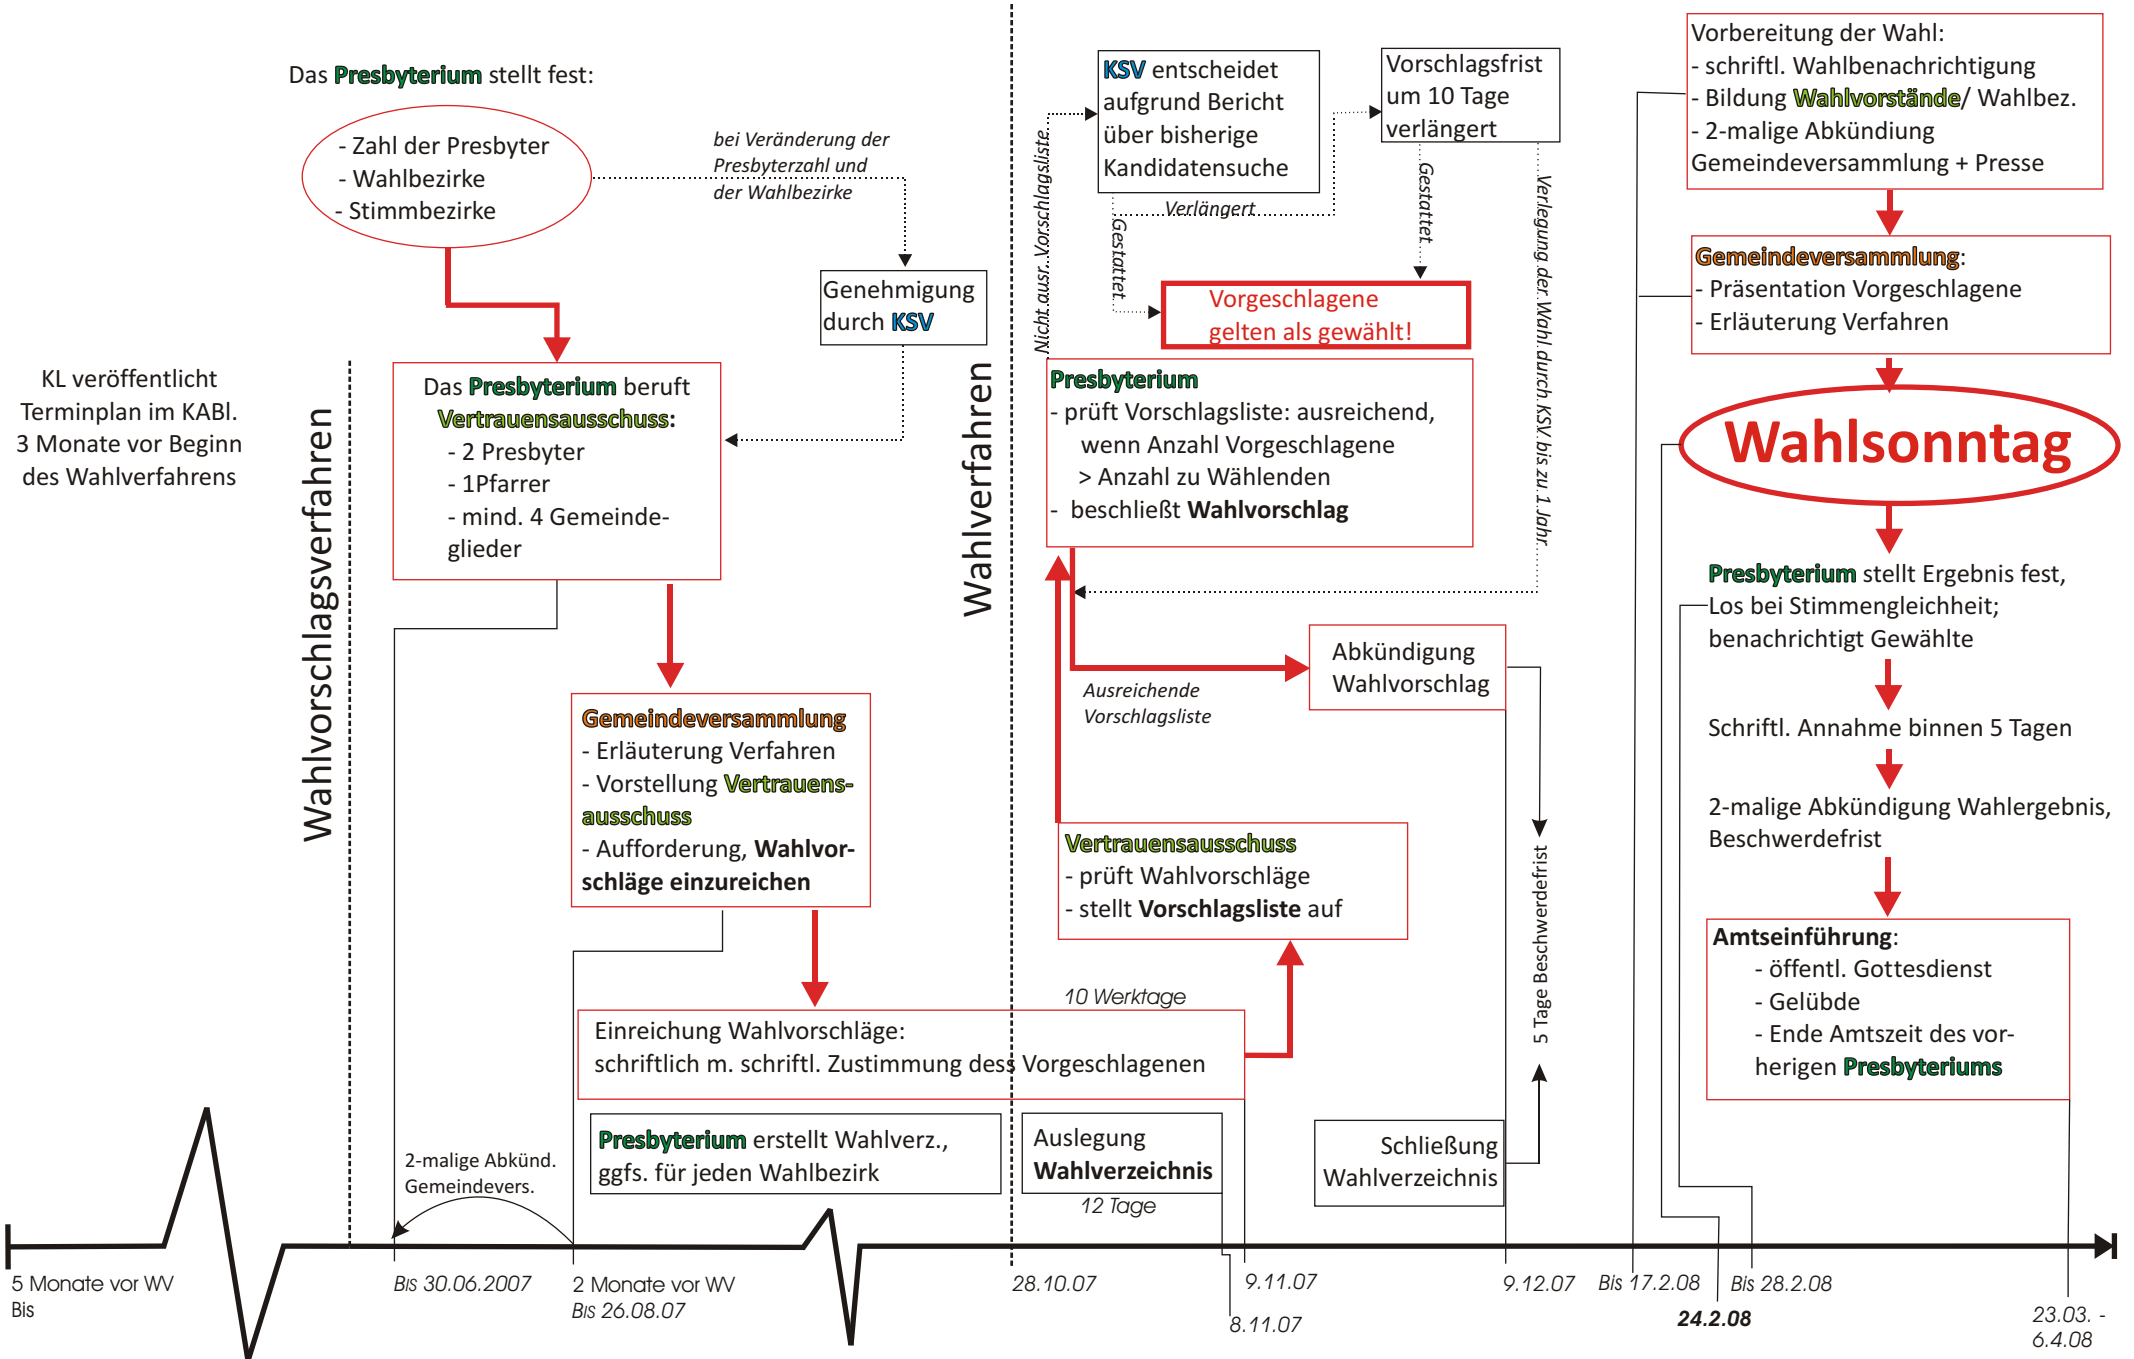 Das Presbyterium stellt fest:
- Zahl der Presbyter
- Wahlbezirke
- Stimmbezirke
bei Veränderung der
Presbyterzahl und
der Wahlbezirke
Genehmigung
durch KSV
KL veröffentlicht
Terminplan im KABl.
3 Monate vor Beginn
des Wahlverfahrens
Wahlvorschlagsverfahren
Das Presbyterium beruft
Vertrauensausschuss:
- 2 Presbyter
- 1Pfarrer
- mind. 4 Gemeinde-
glieder
Gemeindeversammlung
- Erläuterung Verfahren
- Vorstellung Vertrauens-
ausschuss
- Aufforderung, Wahlvor-
schläge einzureichen
Einreichung Wahlvorschläge:
schriftlich m. schriftl. Zustimmung dess Vorgeschlagenen
10 Werktage
Presbyterium erstellt Wahlverz.,
ggfs. für jeden Wahlbezirk
2-malige Abkünd.
Gemeindevers.
Wahlverfahren
KSV entscheidet
aufgrund Bericht
über bisherige
Kandidatensuche
Vorschlagsfrist
um 10 Tage
verlängert
Nicht ausr. Vorschlagsliste
Verlängert
Gestattet
Gestattet
Verlegung der Wahl durch KSV bis zu 1 Jahr
Vorgeschlagene
gelten als gewählt!
Presbyterium
- prüft Vorschlagsliste: ausreichend,
wenn Anzahl Vorgeschlagene
> Anzahl zu Wählenden
- beschließt Wahlvorschlag
Abkündigung
Wahlvorschlag
Ausreichende
Vorschlagsliste
Vertrauensausschuss
- prüft Wahlvorschläge
- stellt Vorschlagsliste auf
5 Tage Beschwerdefrist
Auslegung
Wahlverzeichnis
12 Tage
Schließung
Wahlverzeichnis
Vorbereitung der Wahl:
- schriftl. Wahlbenachrichtigung
- Bildung Wahlvorstände/ Wahlbez.
- 2-malige Abkündiung
Gemeindeversammlung + Presse
Gemeindeversammlung:
- Präsentation Vorgeschlagene
- Erläuterung Verfahren
Wahlsonntag
Presbyterium stellt Ergebnis fest,
Los bei Stimmengleichheit;
benachrichtigt Gewählte
Schriftl. Annahme binnen 5 Tagen
2-malige Abkündigung Wahlergebnis,
Beschwerdefrist
Amtseinführung:
- öffentl. Gottesdienst
- Gelübde
- Ende Amtszeit des vor-
herigen Presbyteriums
5 Monate vor WV
Bis
Bis 30.06.2007
2 Monate vor WV
Bis 26.08.07
28.10.07
8.11.07
9.11.07
9.12.07
Bis 17.2.08
24.2.08
Bis 28.2.08
23.03. -
6.4.08